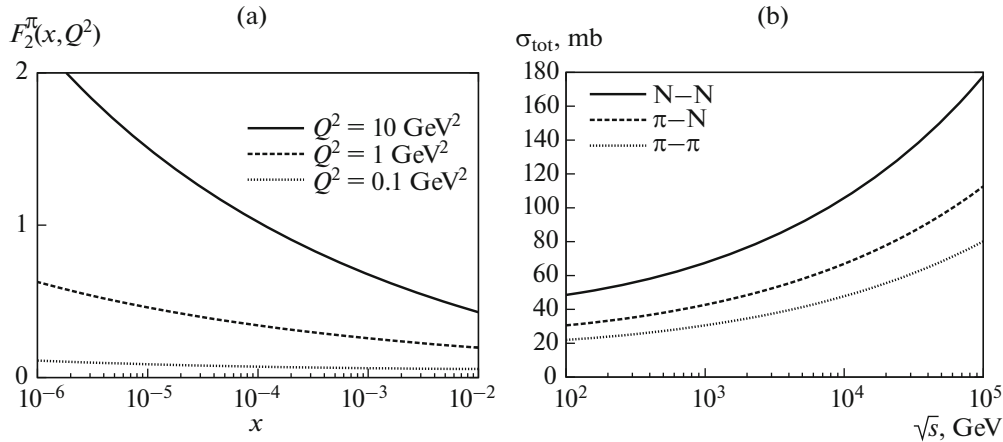 (a)
F₂^π(x, Q²)
2
1
0
Q² = 10 GeV²
Q² = 1 GeV²
Q² = 0.1 GeV²
10⁻⁶ 10⁻⁵ 10⁻⁴ 10⁻³ 10⁻²
x
(b)
σ_tot, mb
180
160
140
120
100
80
60
40
20
0
N–N
π–N
π–π
10² 10³ 10⁴ 10⁵
√s, GeV